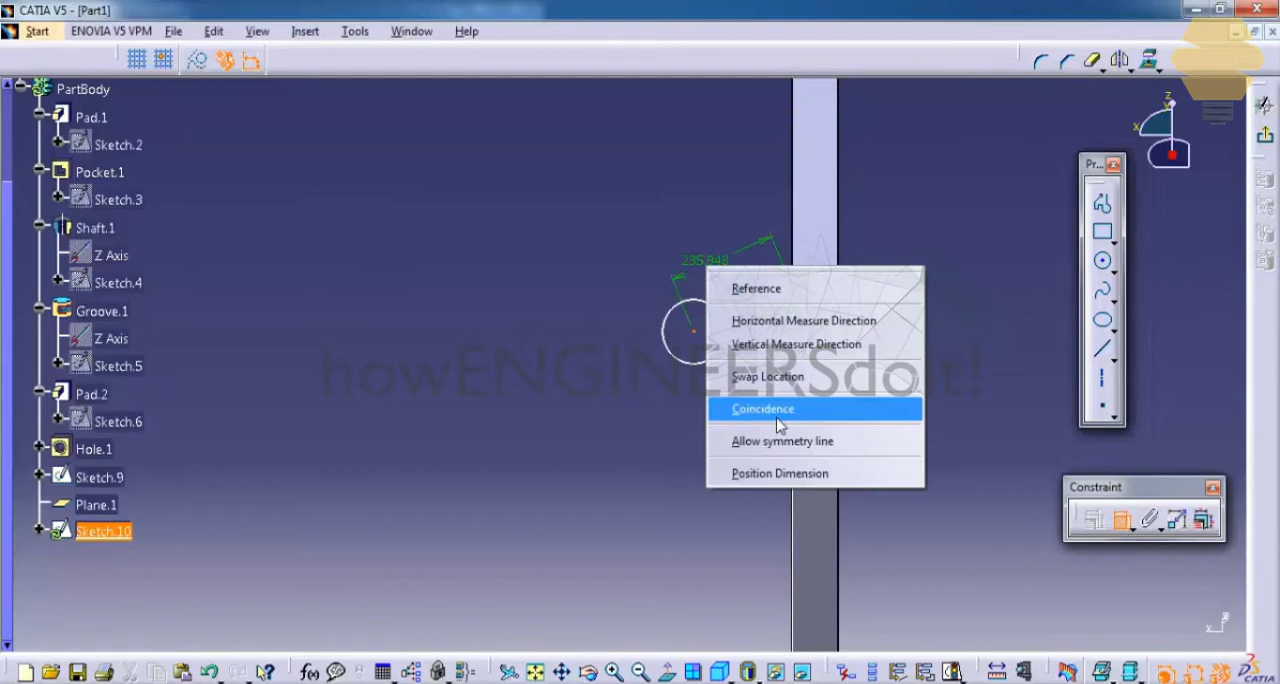 CATIA V5 - [Part1]
Start ENOVIA V5 VPM File Edit View Insert Tools Window Help
PartBody
Pad.1
Sketch.2
Pocket.1
Sketch.3
Shaft.1
Z Axis
Sketch.4
Groove.1
Z Axis
Sketch.5
Pad.2
Sketch.6
Hole.1
Sketch.9
Plane.1
Sketch.10
235.848
Reference
Horizontal Measure Direction
Vertical Measure Direction
Swap Location
Coincidence
Allow symmetry line
Position Dimension
howENGINEERSdoit!
z
x
Pr...
Constraint
x
f(x)
CATIA